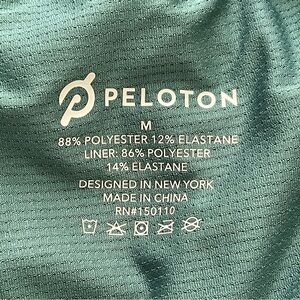 PELOTON
M
88% POLYESTER 12% ELASTANE
LINER: 86% POLYESTER
14% ELASTANE
DESIGNED IN NEW YORK
MADE IN CHINA
RN#150110